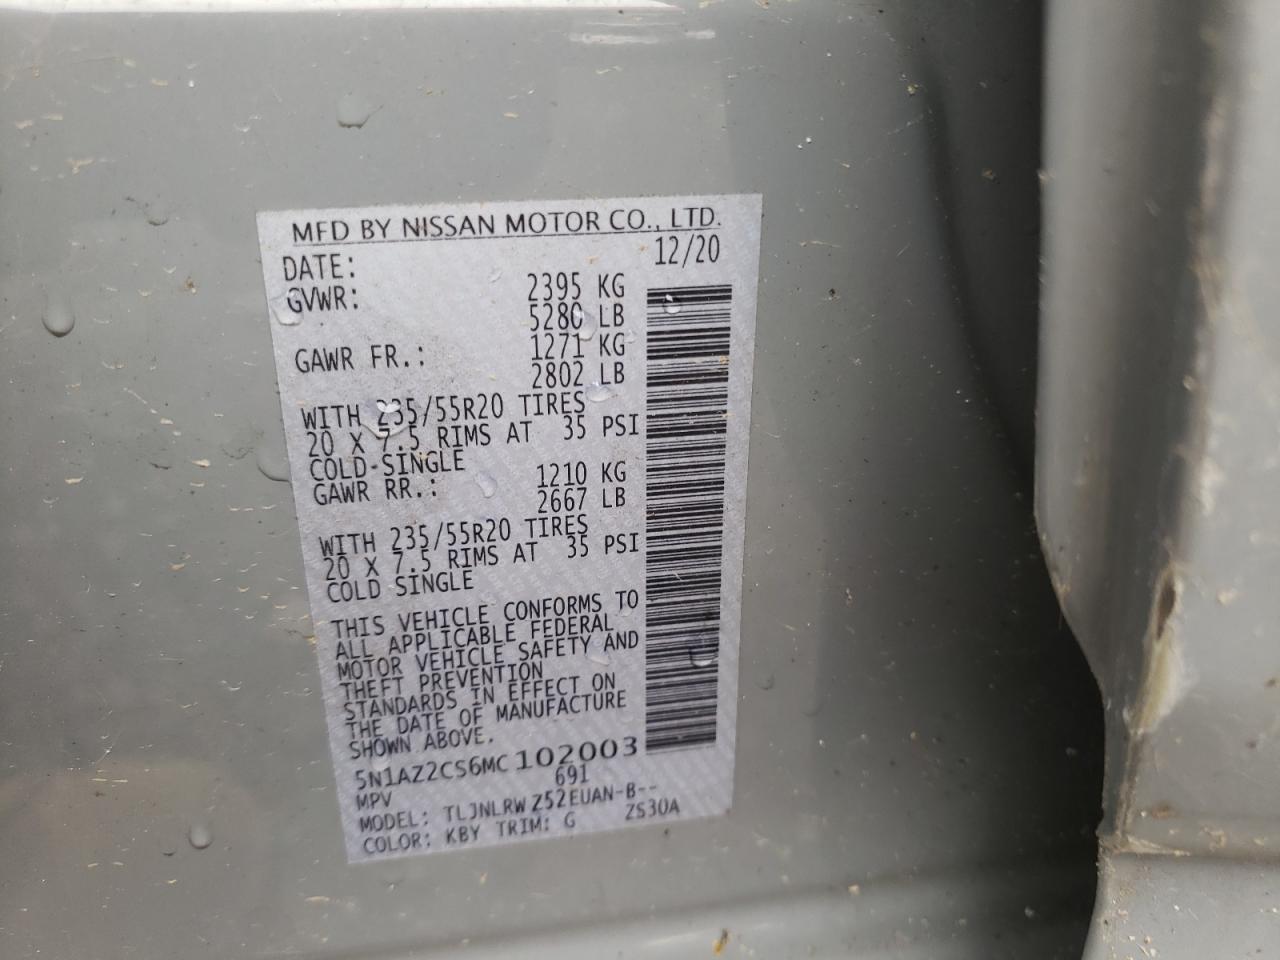 MFD BY NISSAN MOTOR CO., LTD.
DATE: 12/20
GVWR: 2395 KG
5280 LB
GAWR FR.: 1271 KG
2802 LB
WITH 235/55R20 TIRES
20 X 7.5 RIMS AT 35 PSI
COLD-SINGLE
GAWR RR.: 1210 KG
2667 LB
WITH 235/55R20 TIRES
20 X 7.5 RIMS AT 35 PSI
COLD SINGLE
THIS VEHICLE CONFORMS TO
ALL APPLICABLE FEDERAL
MOTOR VEHICLE SAFETY AND
THEFT PREVENTION
STANDARDS IN EFFECT ON
THE DATE OF MANUFACTURE
SHOWN ABOVE.
5N1AZ2CS6MC102003
MPV 691
MODEL: TLJNLRW Z52EUAN-B--
COLOR: KBY TRIM: G ZS30A